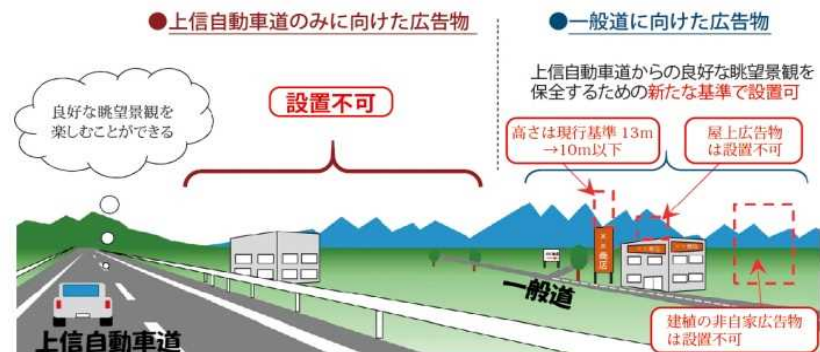 ●上信自動車道のみに向けた広告物
●一般道に向けた広告物
上信自動車道からの良好な眺望景観を
保全するための新たな基準で設置可
良好な眺望景観を
楽しむことができる
設置不可
高さは現行基準 13m
→10m以下
屋上広告物
は設置不可
××商店
一般道
上信自動車道
建植の非自家広告物
は設置不可